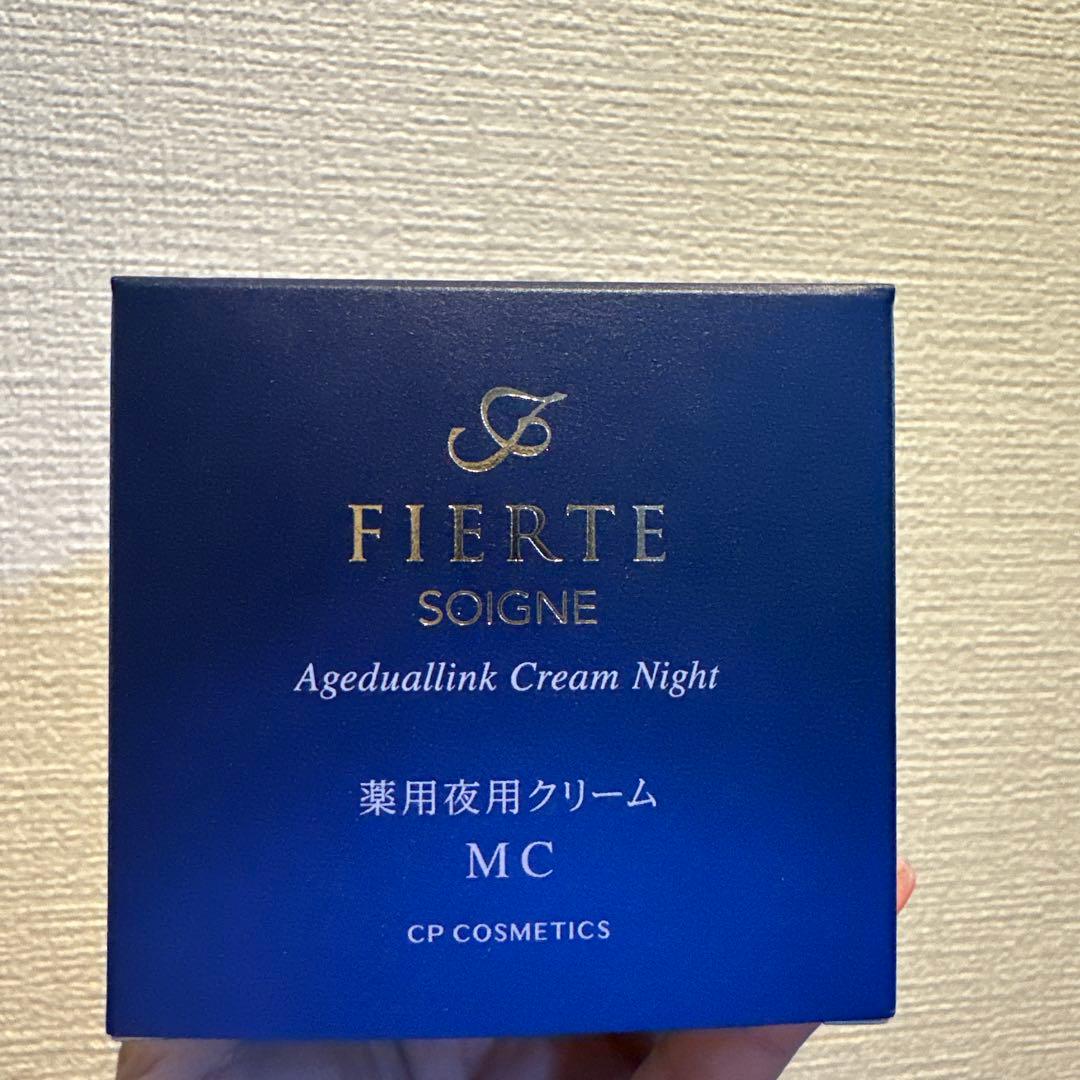 FIERTE
SOIGNE
Ageduallink Cream Night
薬用夜用クリーム
MC
CP COSMETICS